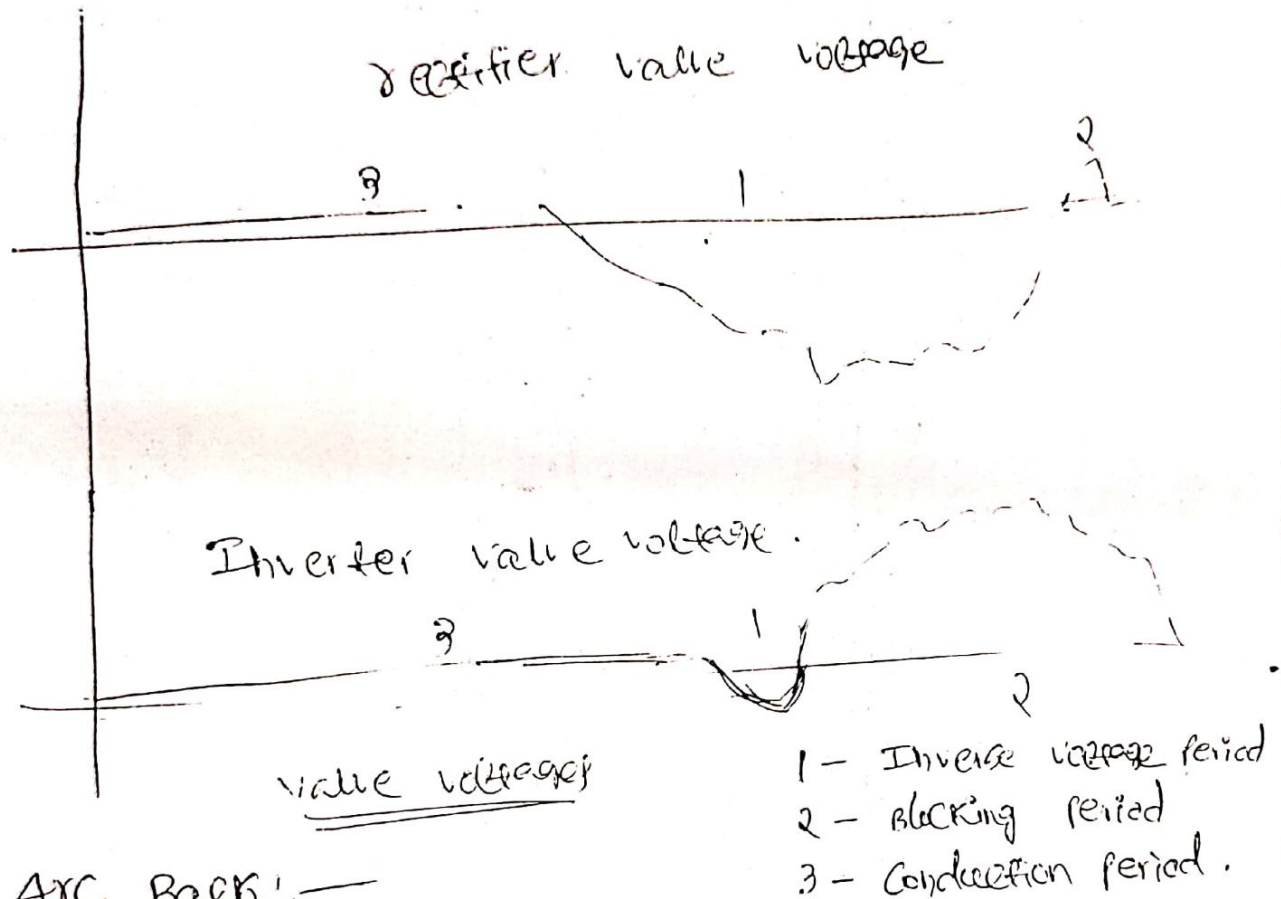 rectifier valve voltage
3 1 2
Inverter valve voltage.
3 1 2
valve voltages
1 - Inverse voltage period
2 - Blocking period
3 - Conduction period.
Arc Back :—